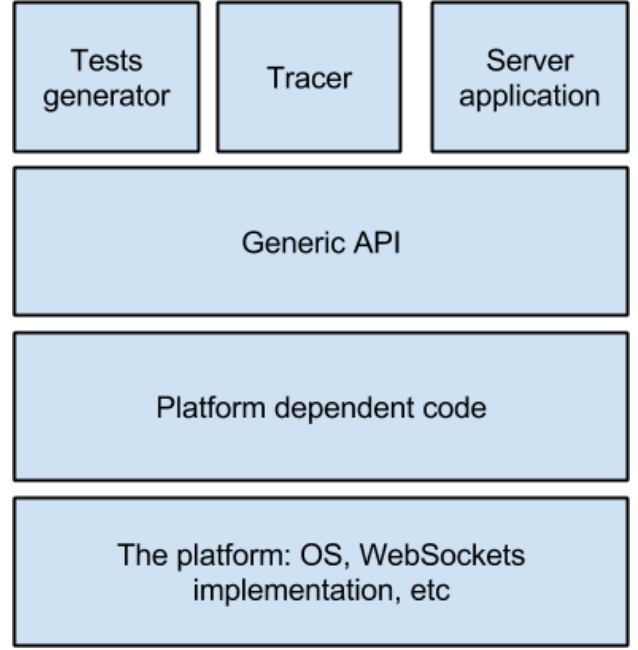 Tests
generator
Tracer
Server
application
Generic API
Platform dependent code
The platform: OS, WebSockets
implementation, etc